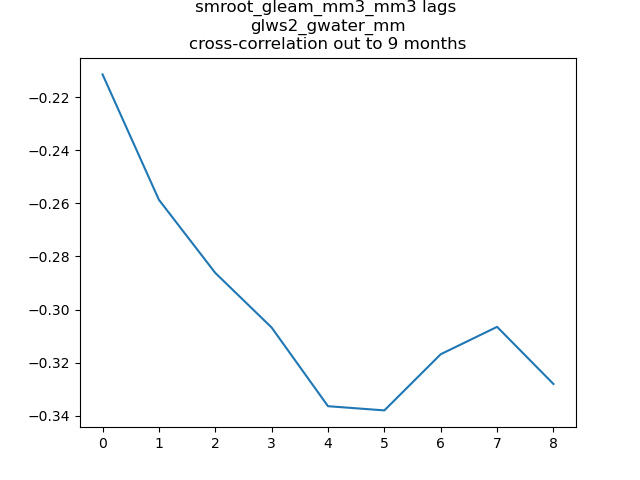 smroot_gleam_mm3_mm3 lags
glws2_gwater_mm
cross-correlation out to 9 months
−0.22
−0.24
−0.26
−0.28
−0.30
−0.32
−0.34
0 1 2 3 4 5 6 7 8